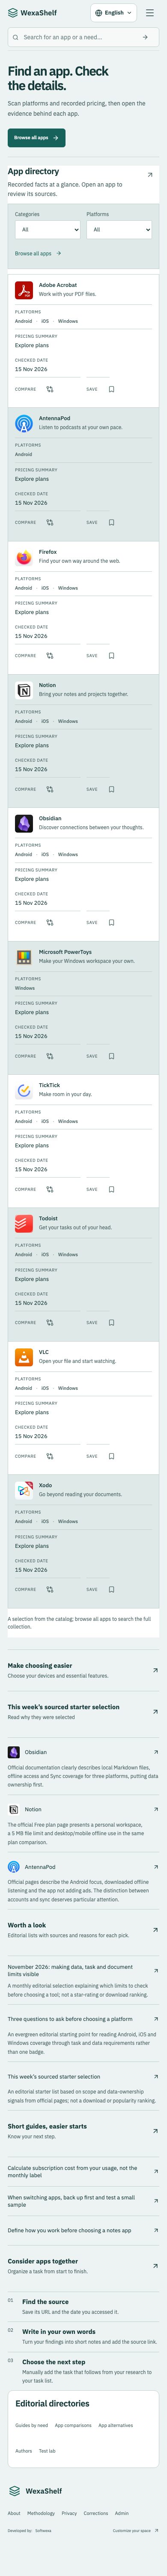 WexaShelf
English
Search for an app or a need...
Find an app. Check
the details.
Scan platforms and recorded pricing, then open the
evidence behind each app.
Browse all apps
App directory
Recorded facts at a glance. Open an app to
review its sources.
Categories
Platforms
All
All
Browse all apps
Adobe Acrobat
Work with your PDF files.
PLATFORMS
Android · iOS · Windows
PRICING SUMMARY
Explore plans
CHECKED DATE
15 Nov 2026
COMPARE
SAVE
AntennaPod
Listen to podcasts at your own pace.
PLATFORMS
Android
PRICING SUMMARY
Explore plans
CHECKED DATE
15 Nov 2026
COMPARE
SAVE
Firefox
Find your own way around the web.
PLATFORMS
Android · iOS · Windows
PRICING SUMMARY
Explore plans
CHECKED DATE
15 Nov 2026
COMPARE
SAVE
Notion
Bring your notes and projects together.
PLATFORMS
Android · iOS · Windows
PRICING SUMMARY
Explore plans
CHECKED DATE
15 Nov 2026
COMPARE
SAVE
Obsidian
Discover connections between your thoughts.
PLATFORMS
Android · iOS · Windows
PRICING SUMMARY
Explore plans
CHECKED DATE
15 Nov 2026
COMPARE
SAVE
Microsoft PowerToys
Make your Windows workspace your own.
PLATFORMS
Windows
PRICING SUMMARY
Explore plans
CHECKED DATE
15 Nov 2026
COMPARE
SAVE
TickTick
Make room in your day.
PLATFORMS
Android · iOS · Windows
PRICING SUMMARY
Explore plans
CHECKED DATE
15 Nov 2026
COMPARE
SAVE
Todoist
Get your tasks out of your head.
PLATFORMS
Android · iOS · Windows
PRICING SUMMARY
Explore plans
CHECKED DATE
15 Nov 2026
COMPARE
SAVE
VLC
Open your file and start watching.
PLATFORMS
Android · iOS · Windows
PRICING SUMMARY
Explore plans
CHECKED DATE
15 Nov 2026
COMPARE
SAVE
Xodo
Go beyond reading your documents.
PLATFORMS
Android · iOS · Windows
PRICING SUMMARY
Explore plans
CHECKED DATE
15 Nov 2026
COMPARE
SAVE
A selection from the catalog; browse all apps to search the full
collection.
Make choosing easier
Choose your devices and essential features.
This week's sourced starter selection
Read why they were selected
Obsidian
Official documentation clearly describes local Markdown files,
offline access and Sync coverage for three platforms, putting data
ownership first.
Notion
The official Free plan page presents a personal workspace,
a 5 MB file limit and desktop/mobile offline use in the same
plan comparison.
AntennaPod
Official pages describe the Android focus, downloaded offline
listening and the app not adding ads. The distinction between
accounts and sync deserves particular attention.
Worth a look
Editorial lists with sources and reasons for each pick.
November 2026: making data, task and document
limits visible
A monthly editorial selection explaining which limits to check
before choosing a tool; not a star-rating or download ranking.
Three questions to ask before choosing a platform
An evergreen editorial starting point for reading Android, iOS and
Windows coverage through task and data requirements rather
than one badge.
This week's sourced starter selection
An editorial starter list based on scope and data-ownership
signals from official pages; not a download or popularity ranking.
Short guides, easier starts
Know your next step.
Calculate subscription cost from your usage, not the
monthly label
When switching apps, back up first and test a small
sample
Define how you work before choosing a notes app
Consider apps together
Organize a task from start to finish.
01
Find the source
Save its URL and the date you accessed it.
02
Write in your own words
Turn your findings into short notes and add the source link.
03
Choose the next step
Manually add the task that follows from your research to
your task list.
Editorial directories
Guides by need App comparisons App alternatives
Authors Test lab
WexaShelf
About Methodology Privacy Corrections Admin
Developed by: Softwexa
Customize your space